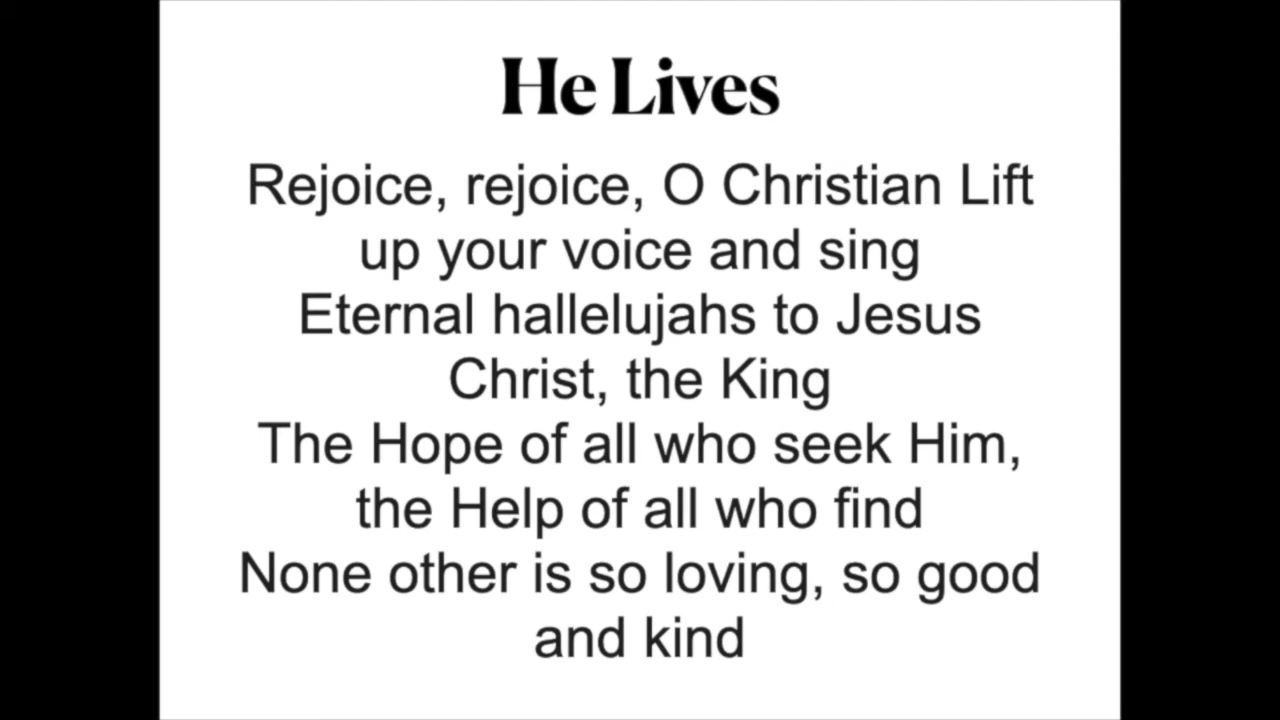 He Lives
Rejoice, rejoice, O Christian Lift
up your voice and sing
Eternal hallelujahs to Jesus
Christ, the King
The Hope of all who seek Him,
the Help of all who find
None other is so loving, so good
and kind